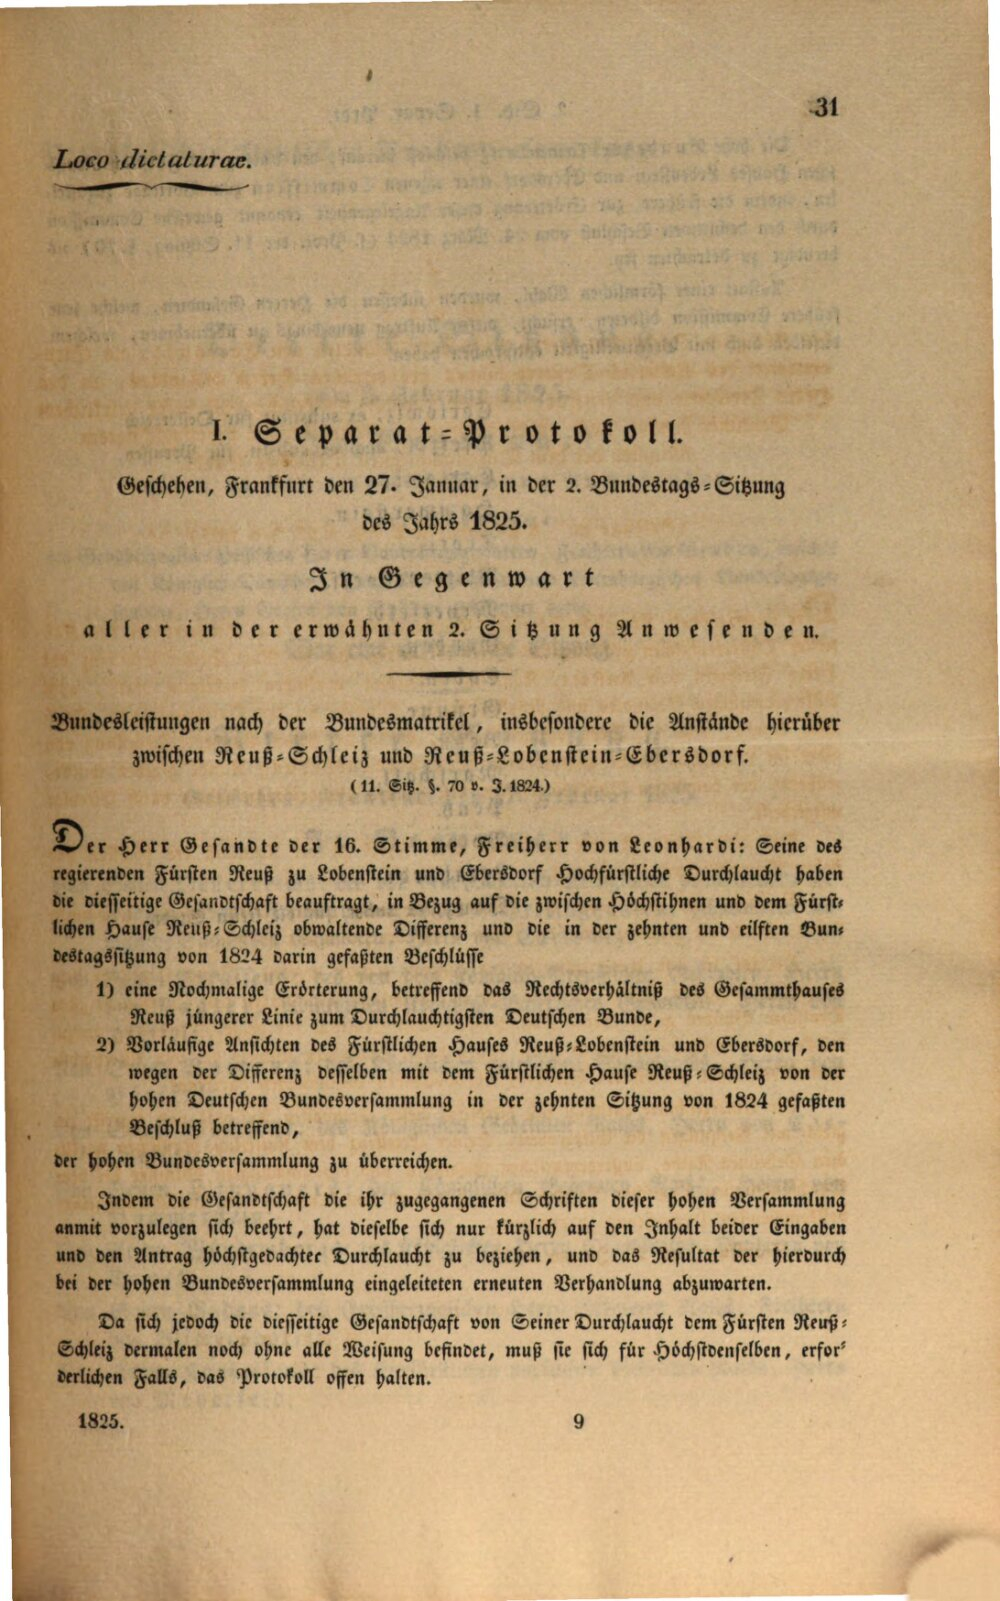 31
Loco dictaturae.
I. Separat-Protokoll.
Geschehen, Frankfurt den 27. Januar, in der 2. Bundestags-Sitzung
des Jahrs 1825.
In Gegenwart
aller in der erwähnten 2. Sitzung Anwesenden.
Bundesleistungen nach der Bundesmatrikel, insbesondere die Anstände hierüber
zwischen Reuß-Schleiz und Reuß-Lobenstein-Ebersdorf.
(11. Sitz. §. 70 v. J. 1824.)
Der Herr Gesandte der 16. Stimme, Freiherr von Leonhardi: Seine des
regierenden Fürsten Reuß zu Lobenstein und Ebersdorf Hochfürstliche Durchlaucht haben
die diesseitige Gesandtschaft beauftragt, in Bezug auf die zwischen Höchstihnen und dem Fürst-
lichen Hause Reuß-Schleiz obwaltende Differenz und die in der zehnten und eilften Bun-
destagssitzung von 1824 darin gefaßten Beschlüsse
1) eine Nochmalige Erörterung, betreffend das Rechtsverhältniß des Gesammthauses
Reuß jüngerer Linie zum Durchlauchtigsten Deutschen Bunde,
2) Vorläufige Ansichten des Fürstlichen Hauses Reuß-Lobenstein und Ebersdorf, den
wegen der Differenz desselben mit dem Fürstlichen Hause Reuß-Schleiz von der
hohen Deutschen Bundesversammlung in der zehnten Sitzung von 1824 gefaßten
Beschluß betreffend,
der hohen Bundesversammlung zu überreichen.
Indem die Gesandtschaft die ihr zugegangenen Schriften dieser hohen Versammlung
anmit vorzulegen sich beehrt, hat dieselbe sich nur kürzlich auf den Inhalt beider Eingaben
und den Antrag höchstgedachter Durchlaucht zu beziehen, und das Resultat der hierdurch
bei der hohen Bundesversammlung eingeleiteten erneuten Verhandlung abzuwarten.
Da sich jedoch die diesseitige Gesandtschaft von Seiner Durchlaucht dem Fürsten Reuß-
Schleiz dermalen noch ohne alle Weisung befindet, muß sie sich für Höchstdenselben, erfor-
derlichen Falls, das Protokoll offen halten.
1825. 9